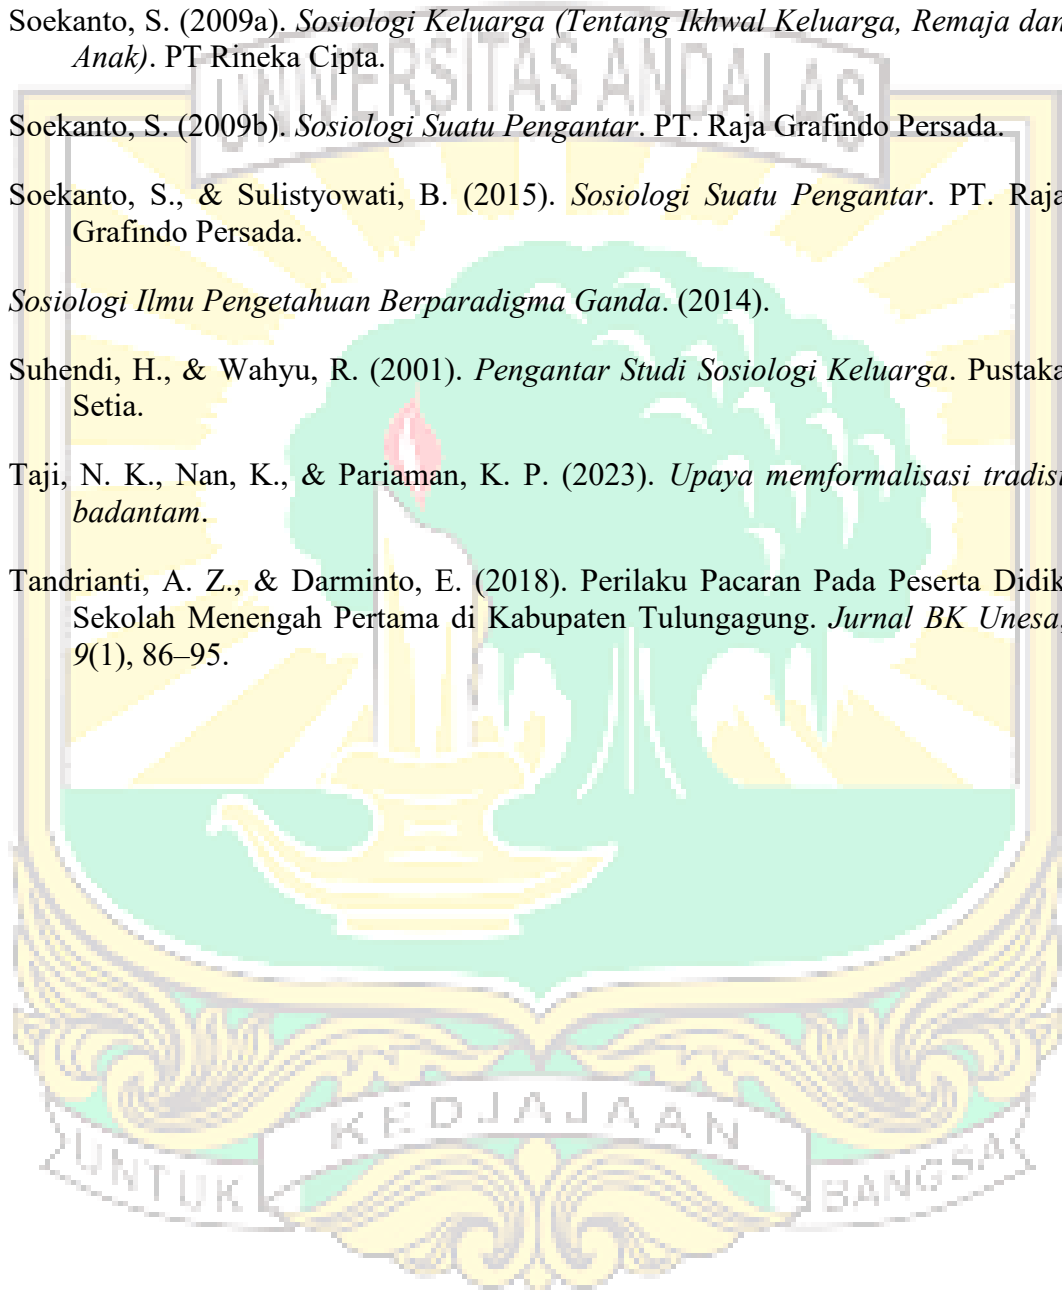 Soekanto, S. (2009a). Sosiologi Keluarga (Tentang Ikhwal Keluarga, Remaja dan
Anak). PT Rineka Cipta.
UNIVERSITAS ANDALAS
Soekanto, S. (2009b). Sosiologi Suatu Pengantar. PT. Raja Grafindo Persada.
Soekanto, S., & Sulistyowati, B. (2015). Sosiologi Suatu Pengantar. PT. Raja
Grafindo Persada.
Sosiologi Ilmu Pengetahuan Berparadigma Ganda. (2014).
Suhendi, H., & Wahyu, R. (2001). Pengantar Studi Sosiologi Keluarga. Pustaka
Setia.
Taji, N. K., Nan, K., & Pariaman, K. P. (2023). Upaya memformalisasi tradisi
badantam.
Tandrianti, A. Z., & Darminto, E. (2018). Perilaku Pacaran Pada Peserta Didik
Sekolah Menengah Pertama di Kabupaten Tulungagung. Jurnal BK Unesa,
9(1), 86–95.
UNTUK KEDJAJAAN BANGSA